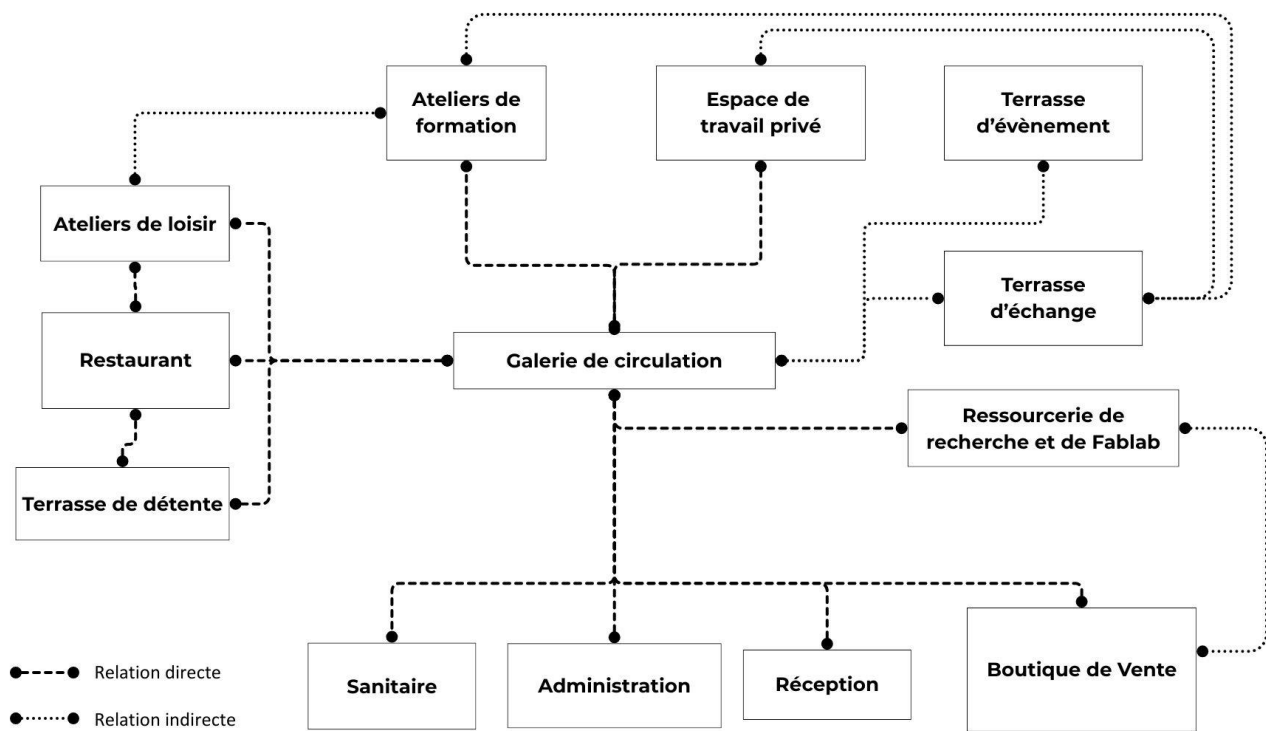 Ateliers de
formation
Espace de
travail privé
Terrasse
d'évènement
Ateliers de loisir
Terrasse
d'échange
Restaurant
Galerie de circulation
Ressourcerie de
recherche et de Fablab
Terrasse de détente
Sanitaire
Administration
Réception
Boutique de Vente
Relation directe
Relation indirecte